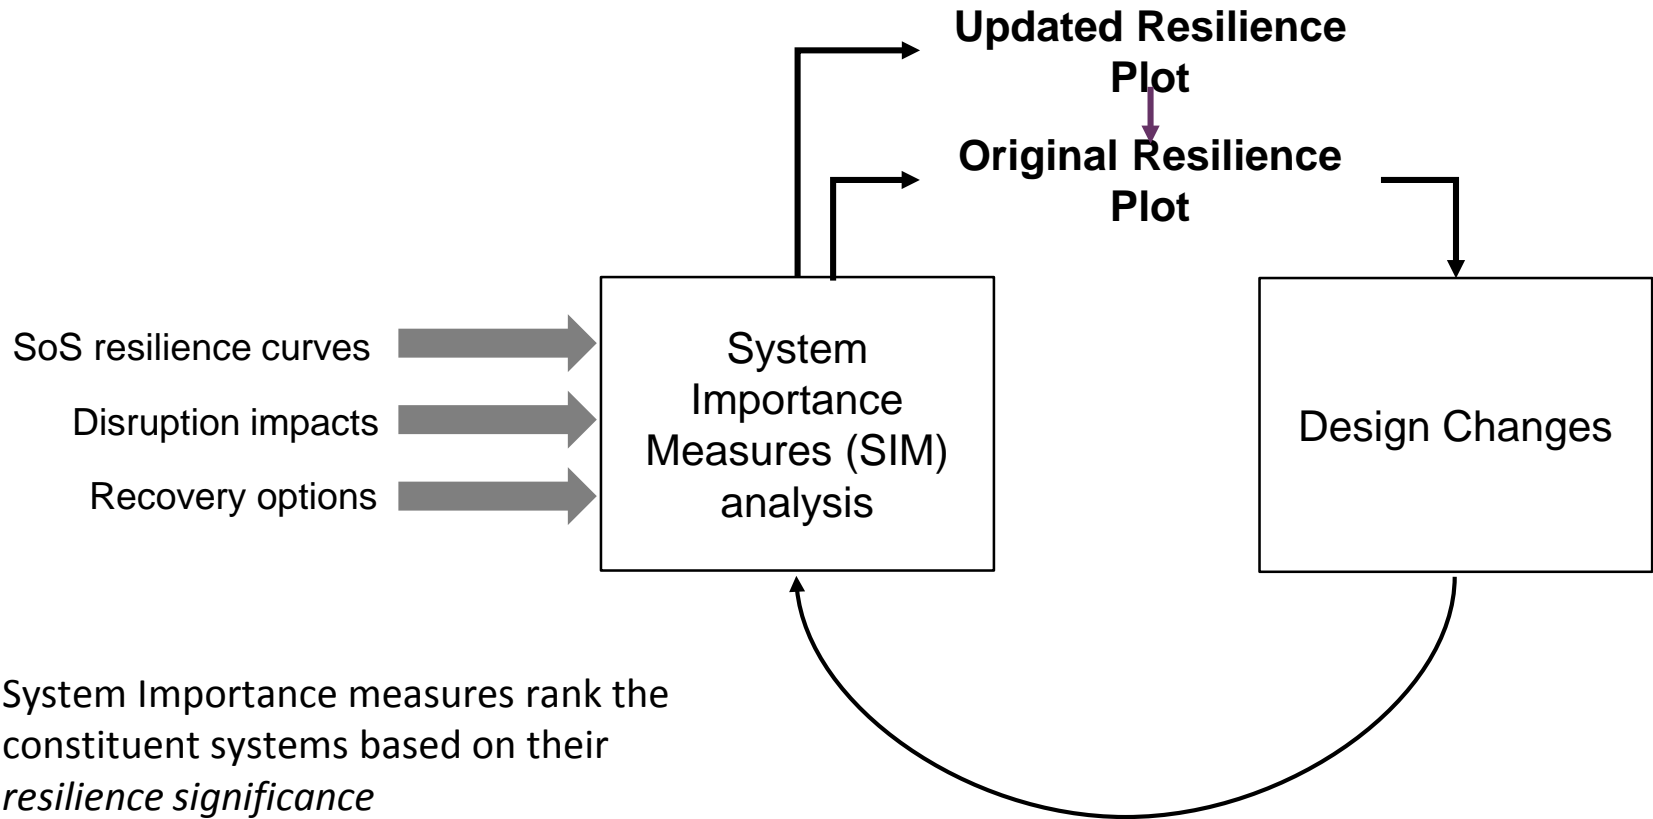 Updated Resilience
Plot
Original Resilience
Plot
SoS resilience curves
Disruption impacts
Recovery options
System
Importance
Measures (SIM)
analysis
Design Changes
System Importance measures rank the
constituent systems based on their
resilience significance